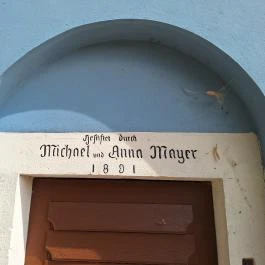 Gestiftet durch
Michael und Anna Mayer
1891